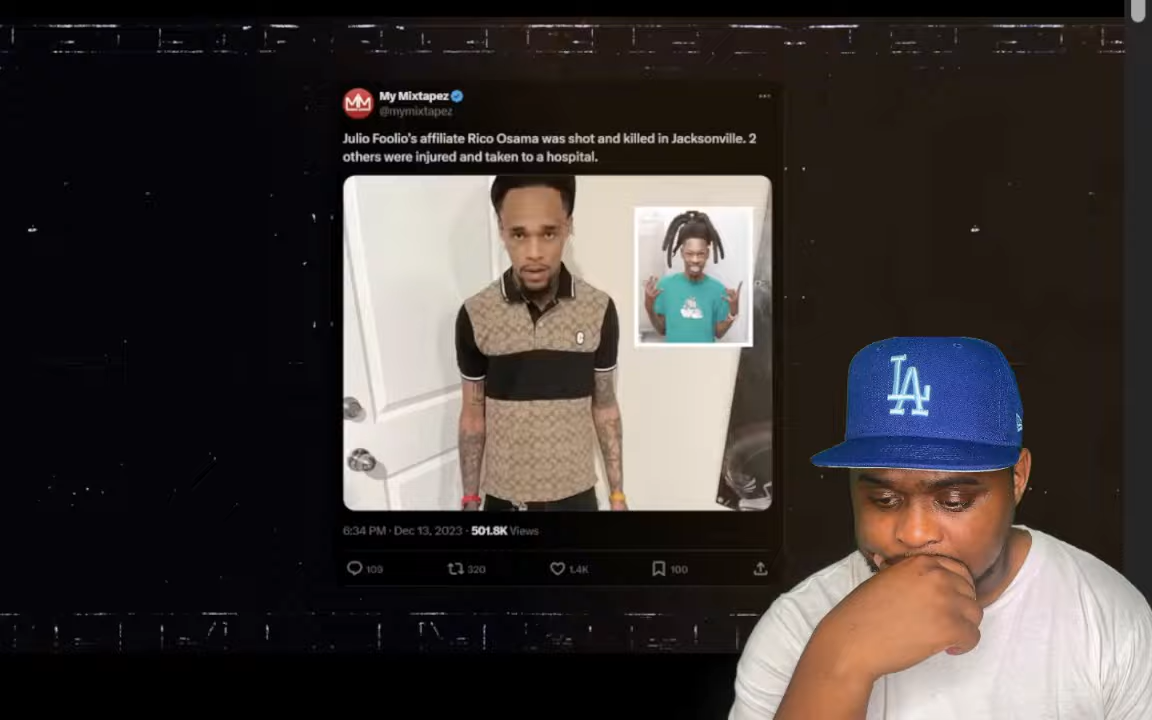 My Mixtapez
@mymixtapez
Julio Foolio's affiliate Rico Osama was shot and killed in Jacksonville. 2
others were injured and taken to a hospital.
C
6:34 PM · Dec 13, 2023 · 501.8K Views
109
320
1.4K
100
LA